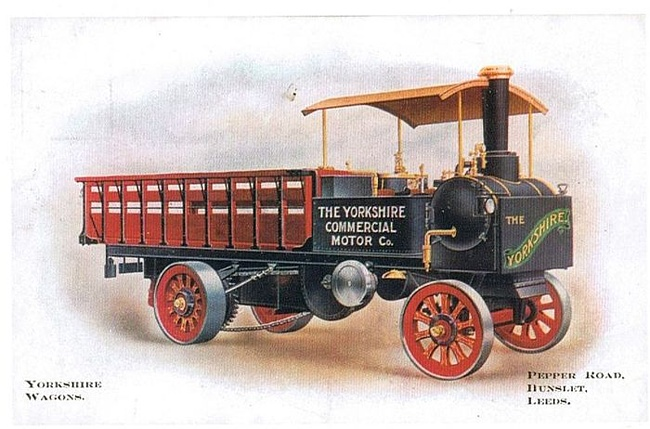 THE YORKSHIRE
COMMERCIAL
MOTOR Co.
THE
YORKSHIRE
YORKSHIRE
WAGONS.
PEPPER ROAD,
HUNSLET,
LEEDS.